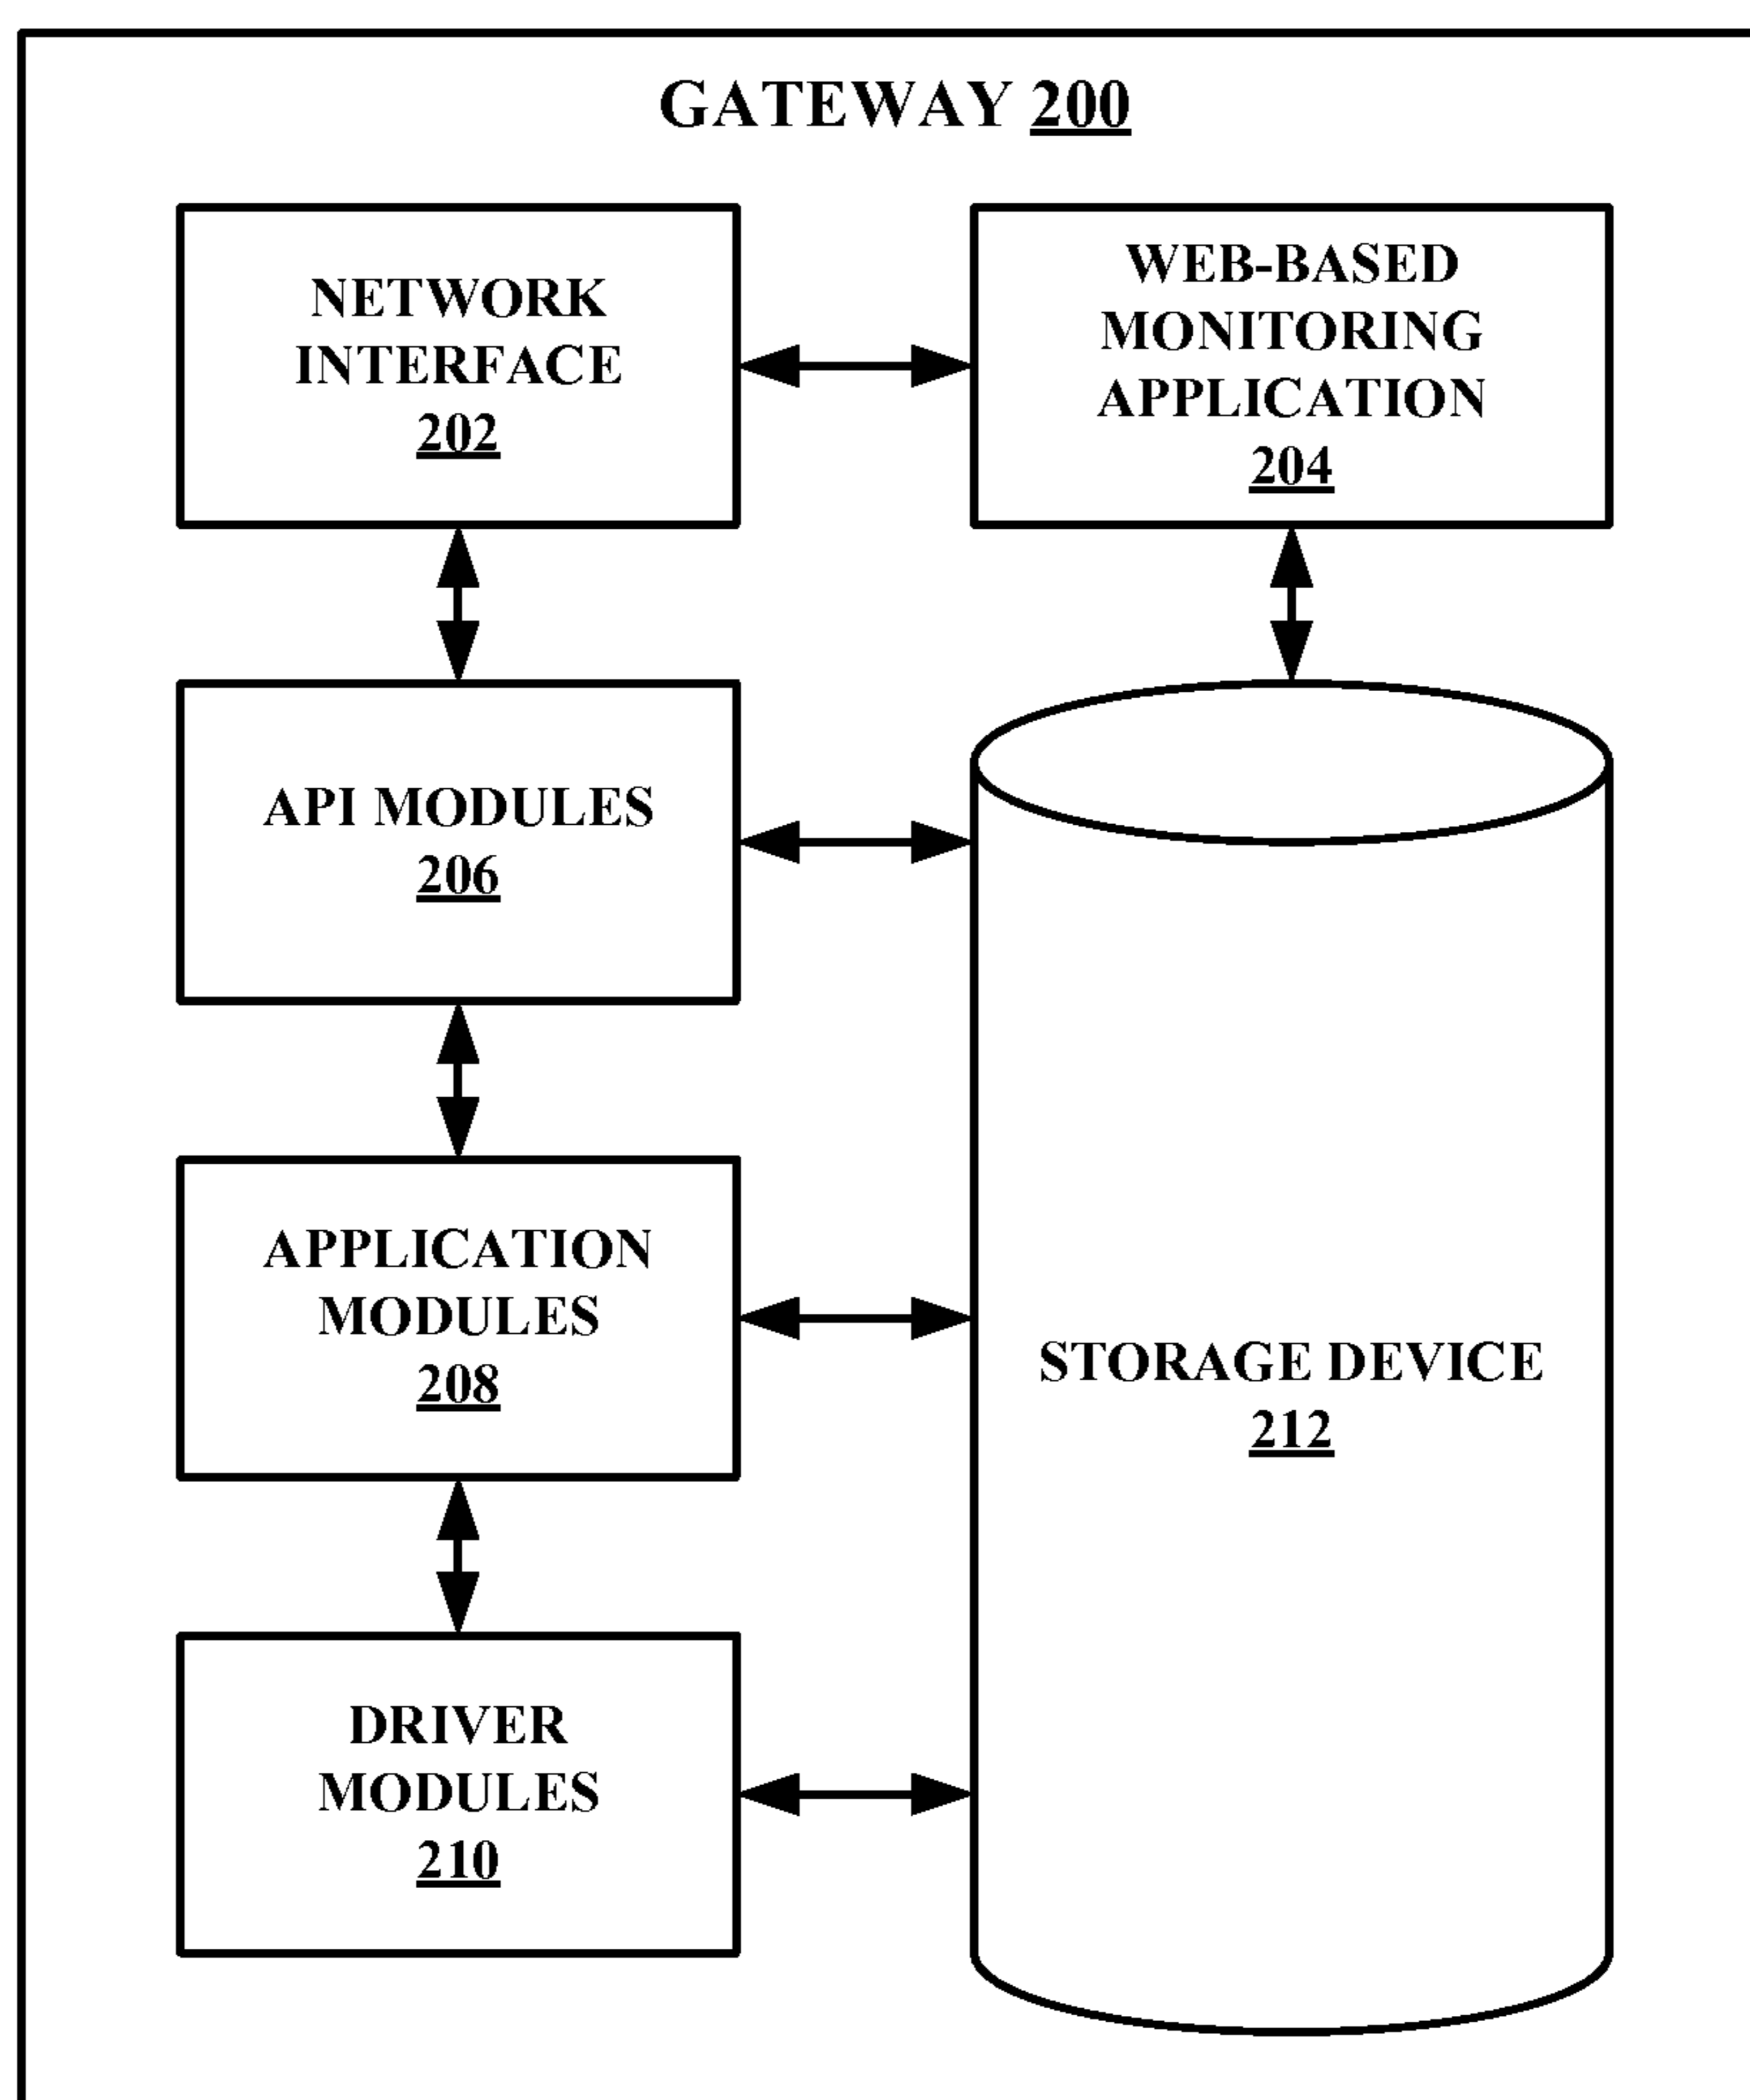 GATEWAY 200
NETWORK
INTERFACE
202
WEB-BASED
MONITORING
APPLICATION
204
API MODULES
206
APPLICATION
MODULES
208
STORAGE DEVICE
212
DRIVER
MODULES
210